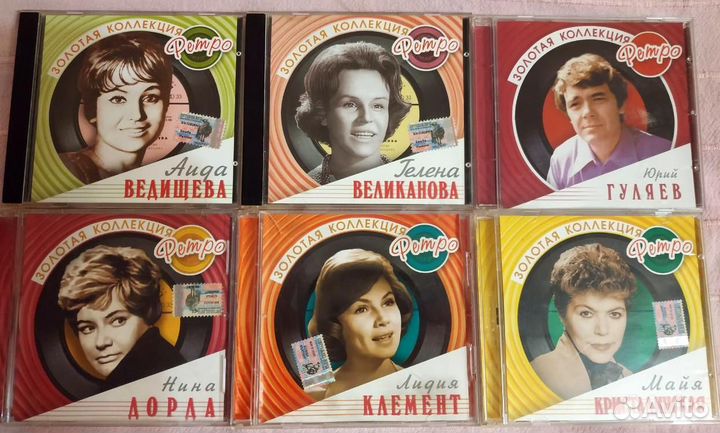 ЗОЛОТАЯ КОЛЛЕКЦИЯ
Ретро
Аида
ВЕДИЩЕВА
ЗОЛОТАЯ КОЛЛЕКЦИЯ
Ретро
Гелена
ВЕЛИКАНОВА
ЗОЛОТАЯ КОЛЛЕКЦИЯ
Ретро
Юрий
ГУЛЯЕВ
ЗОЛОТАЯ КОЛЛЕКЦИЯ
Ретро
Нина
ДОРДА
ЗОЛОТАЯ КОЛЛЕКЦИЯ
Ретро
Лидия
КЛЕМЕНТ
ЗОЛОТАЯ КОЛЛЕКЦИЯ
Ретро
Майя
Avito